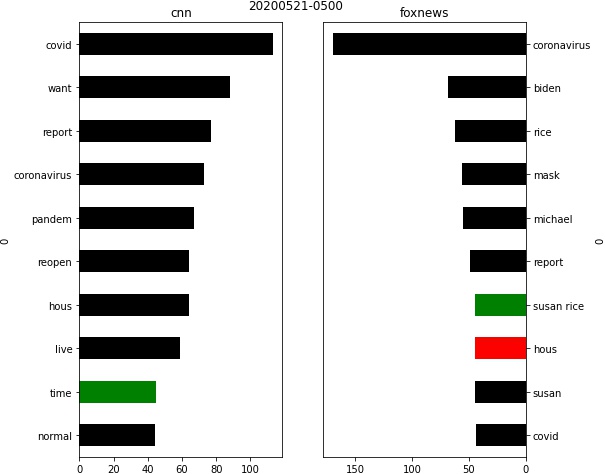 20200521-0500
cnn
foxnews
covid
want
report
coronavirus
pandem
reopen
hous
live
time
normal
0
0 20 40 60 80 100
coronavirus
biden
rice
mask
michael
report
susan rice
hous
susan
covid
0
150 100 50 0